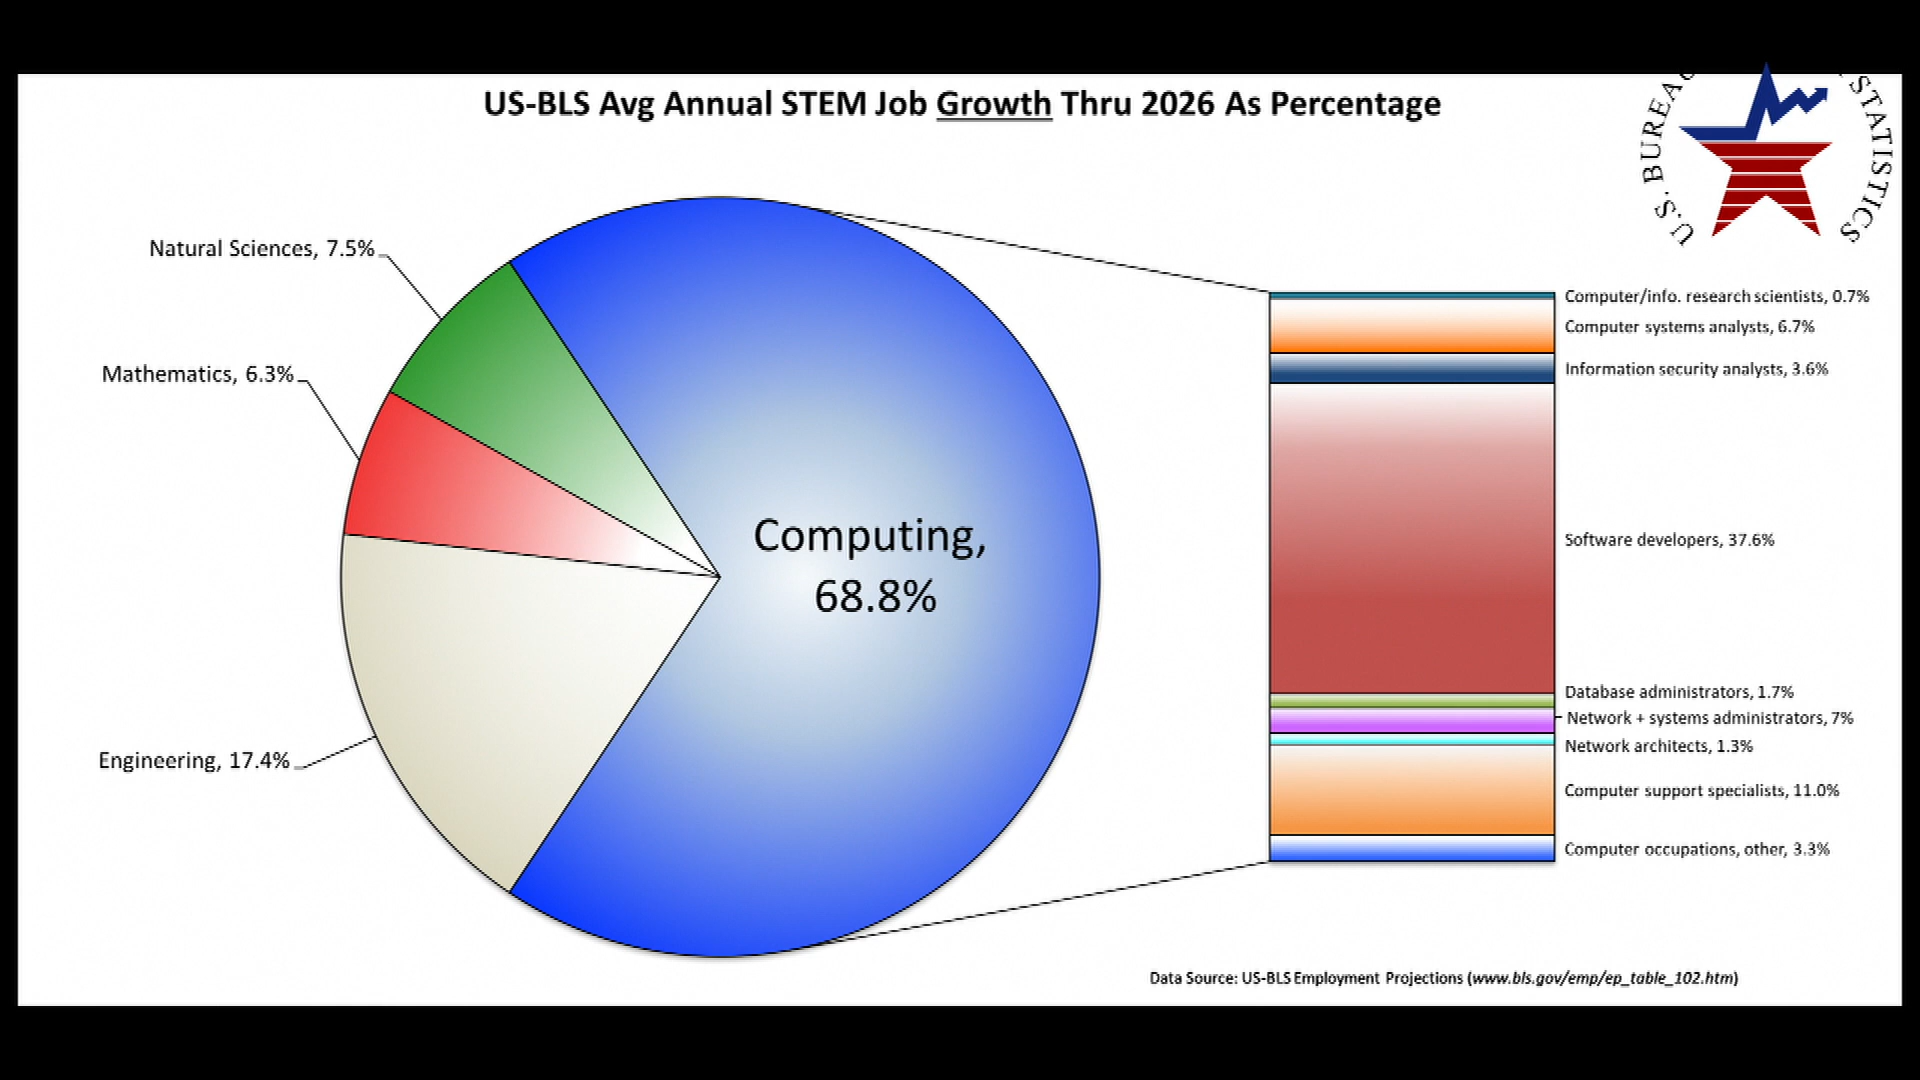 US-BLS Avg Annual STEM Job Growth Thru 2026 As Percentage
U.S. BUREAU STATISTICS
Natural Sciences, 7.5%
Mathematics, 6.3%
Engineering, 17.4%
Computing,
68.8%
Computer/info. research scientists, 0.7%
Computer systems analysts, 6.7%
Information security analysts, 3.6%
Software developers, 37.6%
Database administrators, 1.7%
Network + systems administrators, 7%
Network architects, 1.3%
Computer support specialists, 11.0%
Computer occupations, other, 3.3%
Data Source: US-BLS Employment Projections (www.bls.gov/emp/ep_table_102.htm)